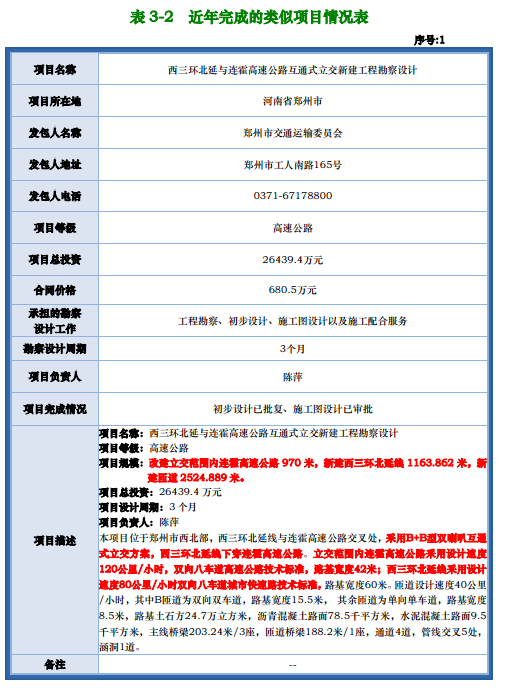 表 3-2 近年完成的类似项目情况表
序号:1
项目名称 西三环北延与连霍高速公路互通式立交新建工程勘察设计
项目所在地 河南省郑州市
发包人名称 郑州市交通运输委员会
发包人地址 郑州市工人南路165号
发包人电话 0371-67178800
项目等级 高速公路
项目总投资 26439.4万元
合同价格 680.5万元
承担的勘察
设计工作 工程勘察、初步设计、施工图设计以及施工配合服务
勘察设计周期 3个月
项目负责人 陈萍
项目完成情况 初步设计已批复、施工图设计已审批
项目描述
项目名称：西三环北延与连霍高速公路互通式立交新建工程勘察设计
项目等级：高速公路
项目规模：改建立交范围内连霍高速公路 970 米，新建西三环北延线 1163.862 米，新
建匝道 2524.889 米。
项目总投资：26439.4 万元
项目设计周期：3 个月
项目负责人：陈萍
本项目位于郑州市西北部，西三环北延线与连霍高速公路交叉处，采用B+B型双喇叭互通
式立交方案，西三环北延线下穿连霍高速公路。立交范围内连霍高速公路采用设计速度
120公里/小时，双向八车道高速公路技术标准，路基宽度42米；西三环北延线采用设计
速度80公里/小时双向八车道城市快速路技术标准，路基宽度60米。匝道设计速度40公里
/小时，其中B匝道为双向双车道，路基宽度15.5米， 其余匝道为单向单车道，路基宽度
8.5米，路基土石方24.7万立方米，沥青混凝土路面78.5千平方米，水泥混凝土路面9.5
千平方米，主线桥梁203.24米/3座，匝道桥梁188.2米/1座，通道4道，管线交叉5处，
涵洞1道。
备注 --